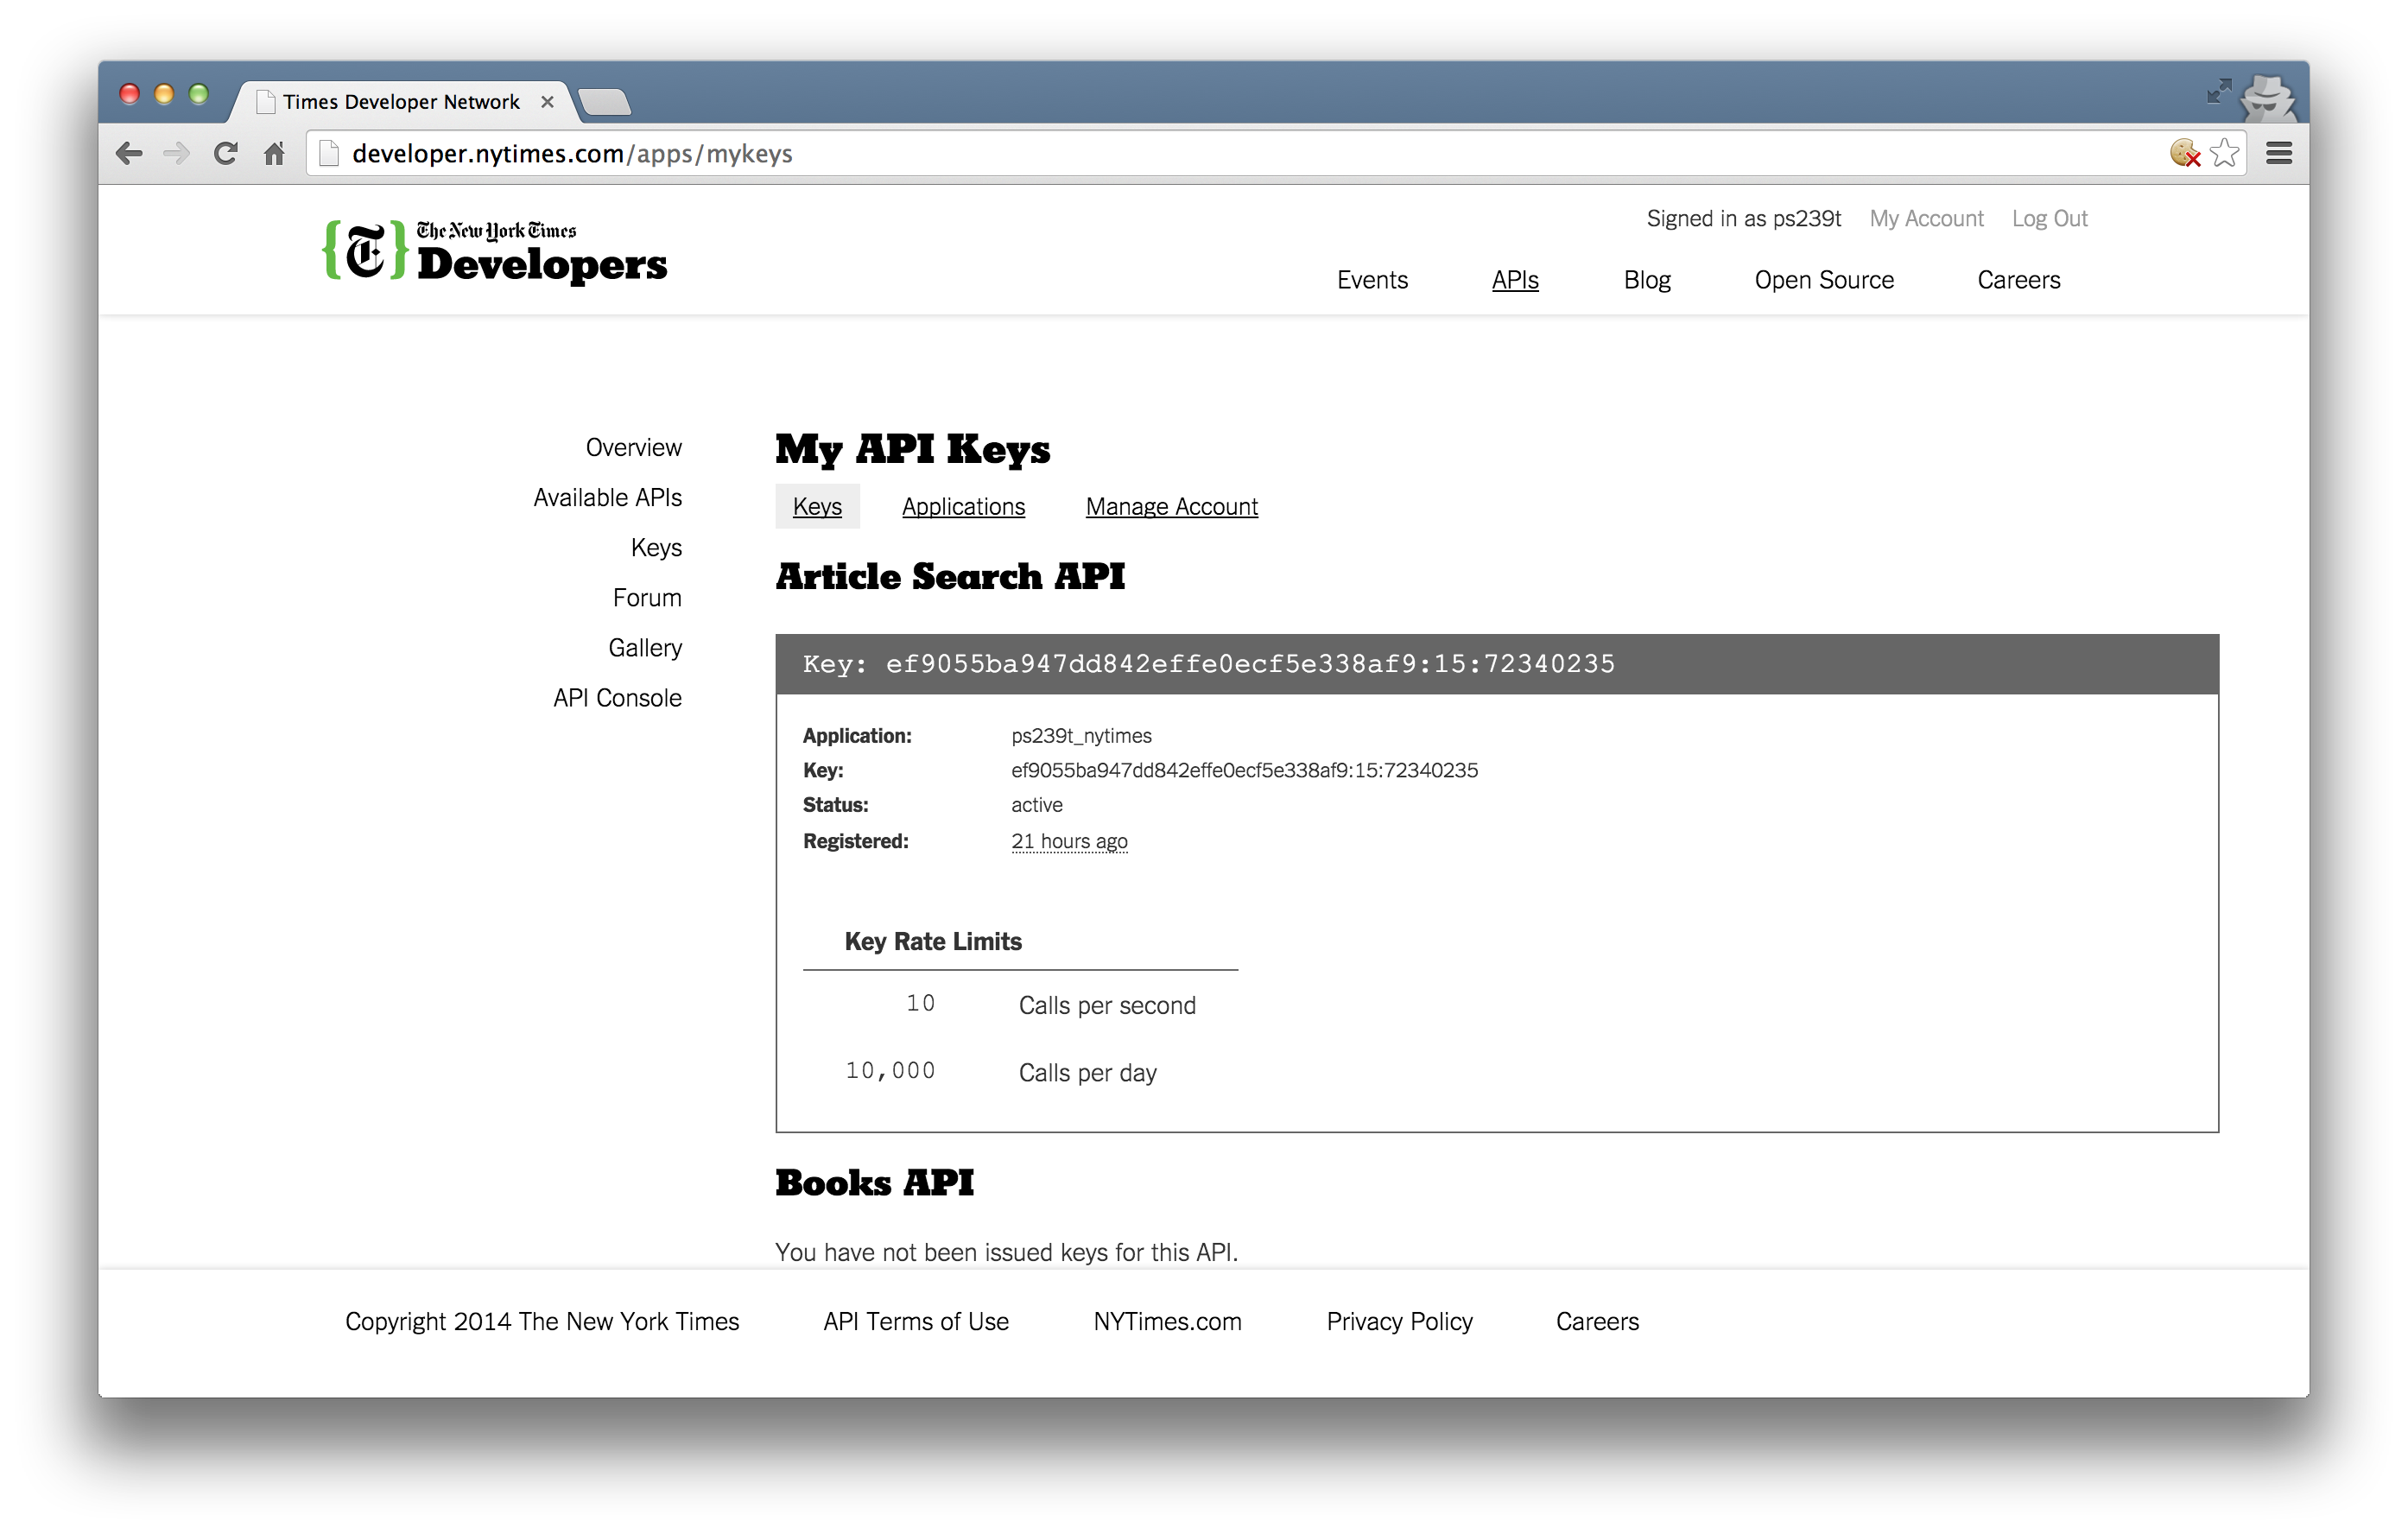 Times Developer Network
developer.nytimes.com/apps/mykeys
Signed in as ps239t My Account Log Out
{T} The New York Times
Developers
Events APIs Blog Open Source Careers
Overview
Available APIs
Keys
Forum
Gallery
API Console
My API Keys
Keys Applications Manage Account
Article Search API
Key: ef9055ba947dd842effe0ecf5e338af9:15:72340235
Application: ps239t_nytimes
Key: ef9055ba947dd842effe0ecf5e338af9:15:72340235
Status: active
Registered: 21 hours ago
Key Rate Limits
10 Calls per second
10,000 Calls per day
Books API
You have not been issued keys for this API.
Copyright 2014 The New York Times API Terms of Use NYTimes.com Privacy Policy Careers